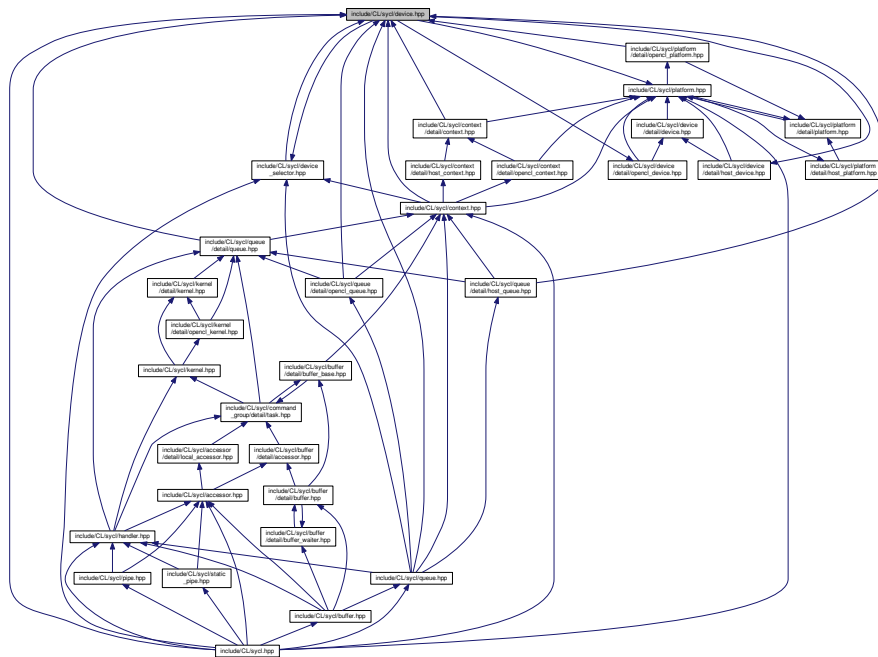 include/CL/sycl/device.hpp
include/CL/sycl/platform
/detail/opencl_platform.hpp
include/CL/sycl/platform.hpp
include/CL/sycl/context
/detail/context.hpp
include/CL/sycl/device
/detail/device.hpp
include/CL/sycl/platform
/detail/platform.hpp
include/CL/sycl/device
_selector.hpp
include/CL/sycl/context
/detail/host_context.hpp
include/CL/sycl/context
/detail/opencl_context.hpp
include/CL/sycl/device
/detail/opencl_device.hpp
include/CL/sycl/device
/detail/host_device.hpp
include/CL/sycl/platform
/detail/host_platform.hpp
include/CL/sycl/context.hpp
include/CL/sycl/queue
/detail/queue.hpp
include/CL/sycl/kernel
/detail/kernel.hpp
include/CL/sycl/queue
/detail/opencl_queue.hpp
include/CL/sycl/queue
/detail/host_queue.hpp
include/CL/sycl/kernel
/detail/opencl_kernel.hpp
include/CL/sycl/kernel.hpp
include/CL/sycl/buffer
/detail/buffer_base.hpp
include/CL/sycl/command
_group/detail/task.hpp
include/CL/sycl/accessor
/detail/local_accessor.hpp
include/CL/sycl/buffer
/detail/accessor.hpp
include/CL/sycl/accessor.hpp
include/CL/sycl/buffer
/detail/buffer.hpp
include/CL/sycl/handler.hpp
include/CL/sycl/buffer
/detail/buffer_waiter.hpp
include/CL/sycl/pipe.hpp
include/CL/sycl/static
_pipe.hpp
include/CL/sycl/queue.hpp
include/CL/sycl/buffer.hpp
include/CL/sycl.hpp